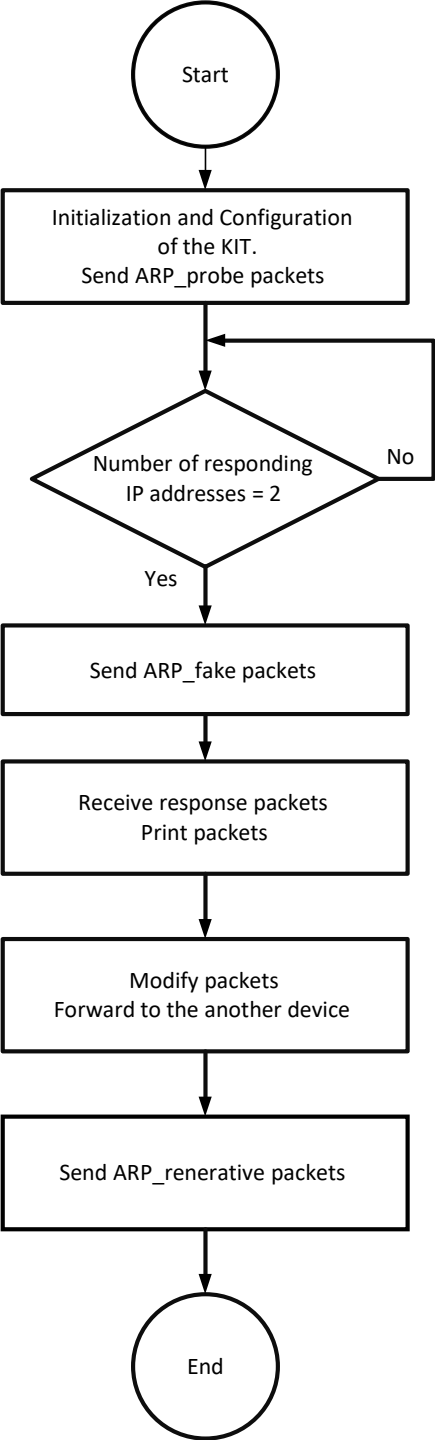 Start
Initialization and Configuration
of the KIT.
Send ARP_probe packets
Number of responding
IP addresses = 2
No
Yes
Send ARP_fake packets
Receive response packets
Print packets
Modify packets
Forward to the another device
Send ARP_renerative packets
End